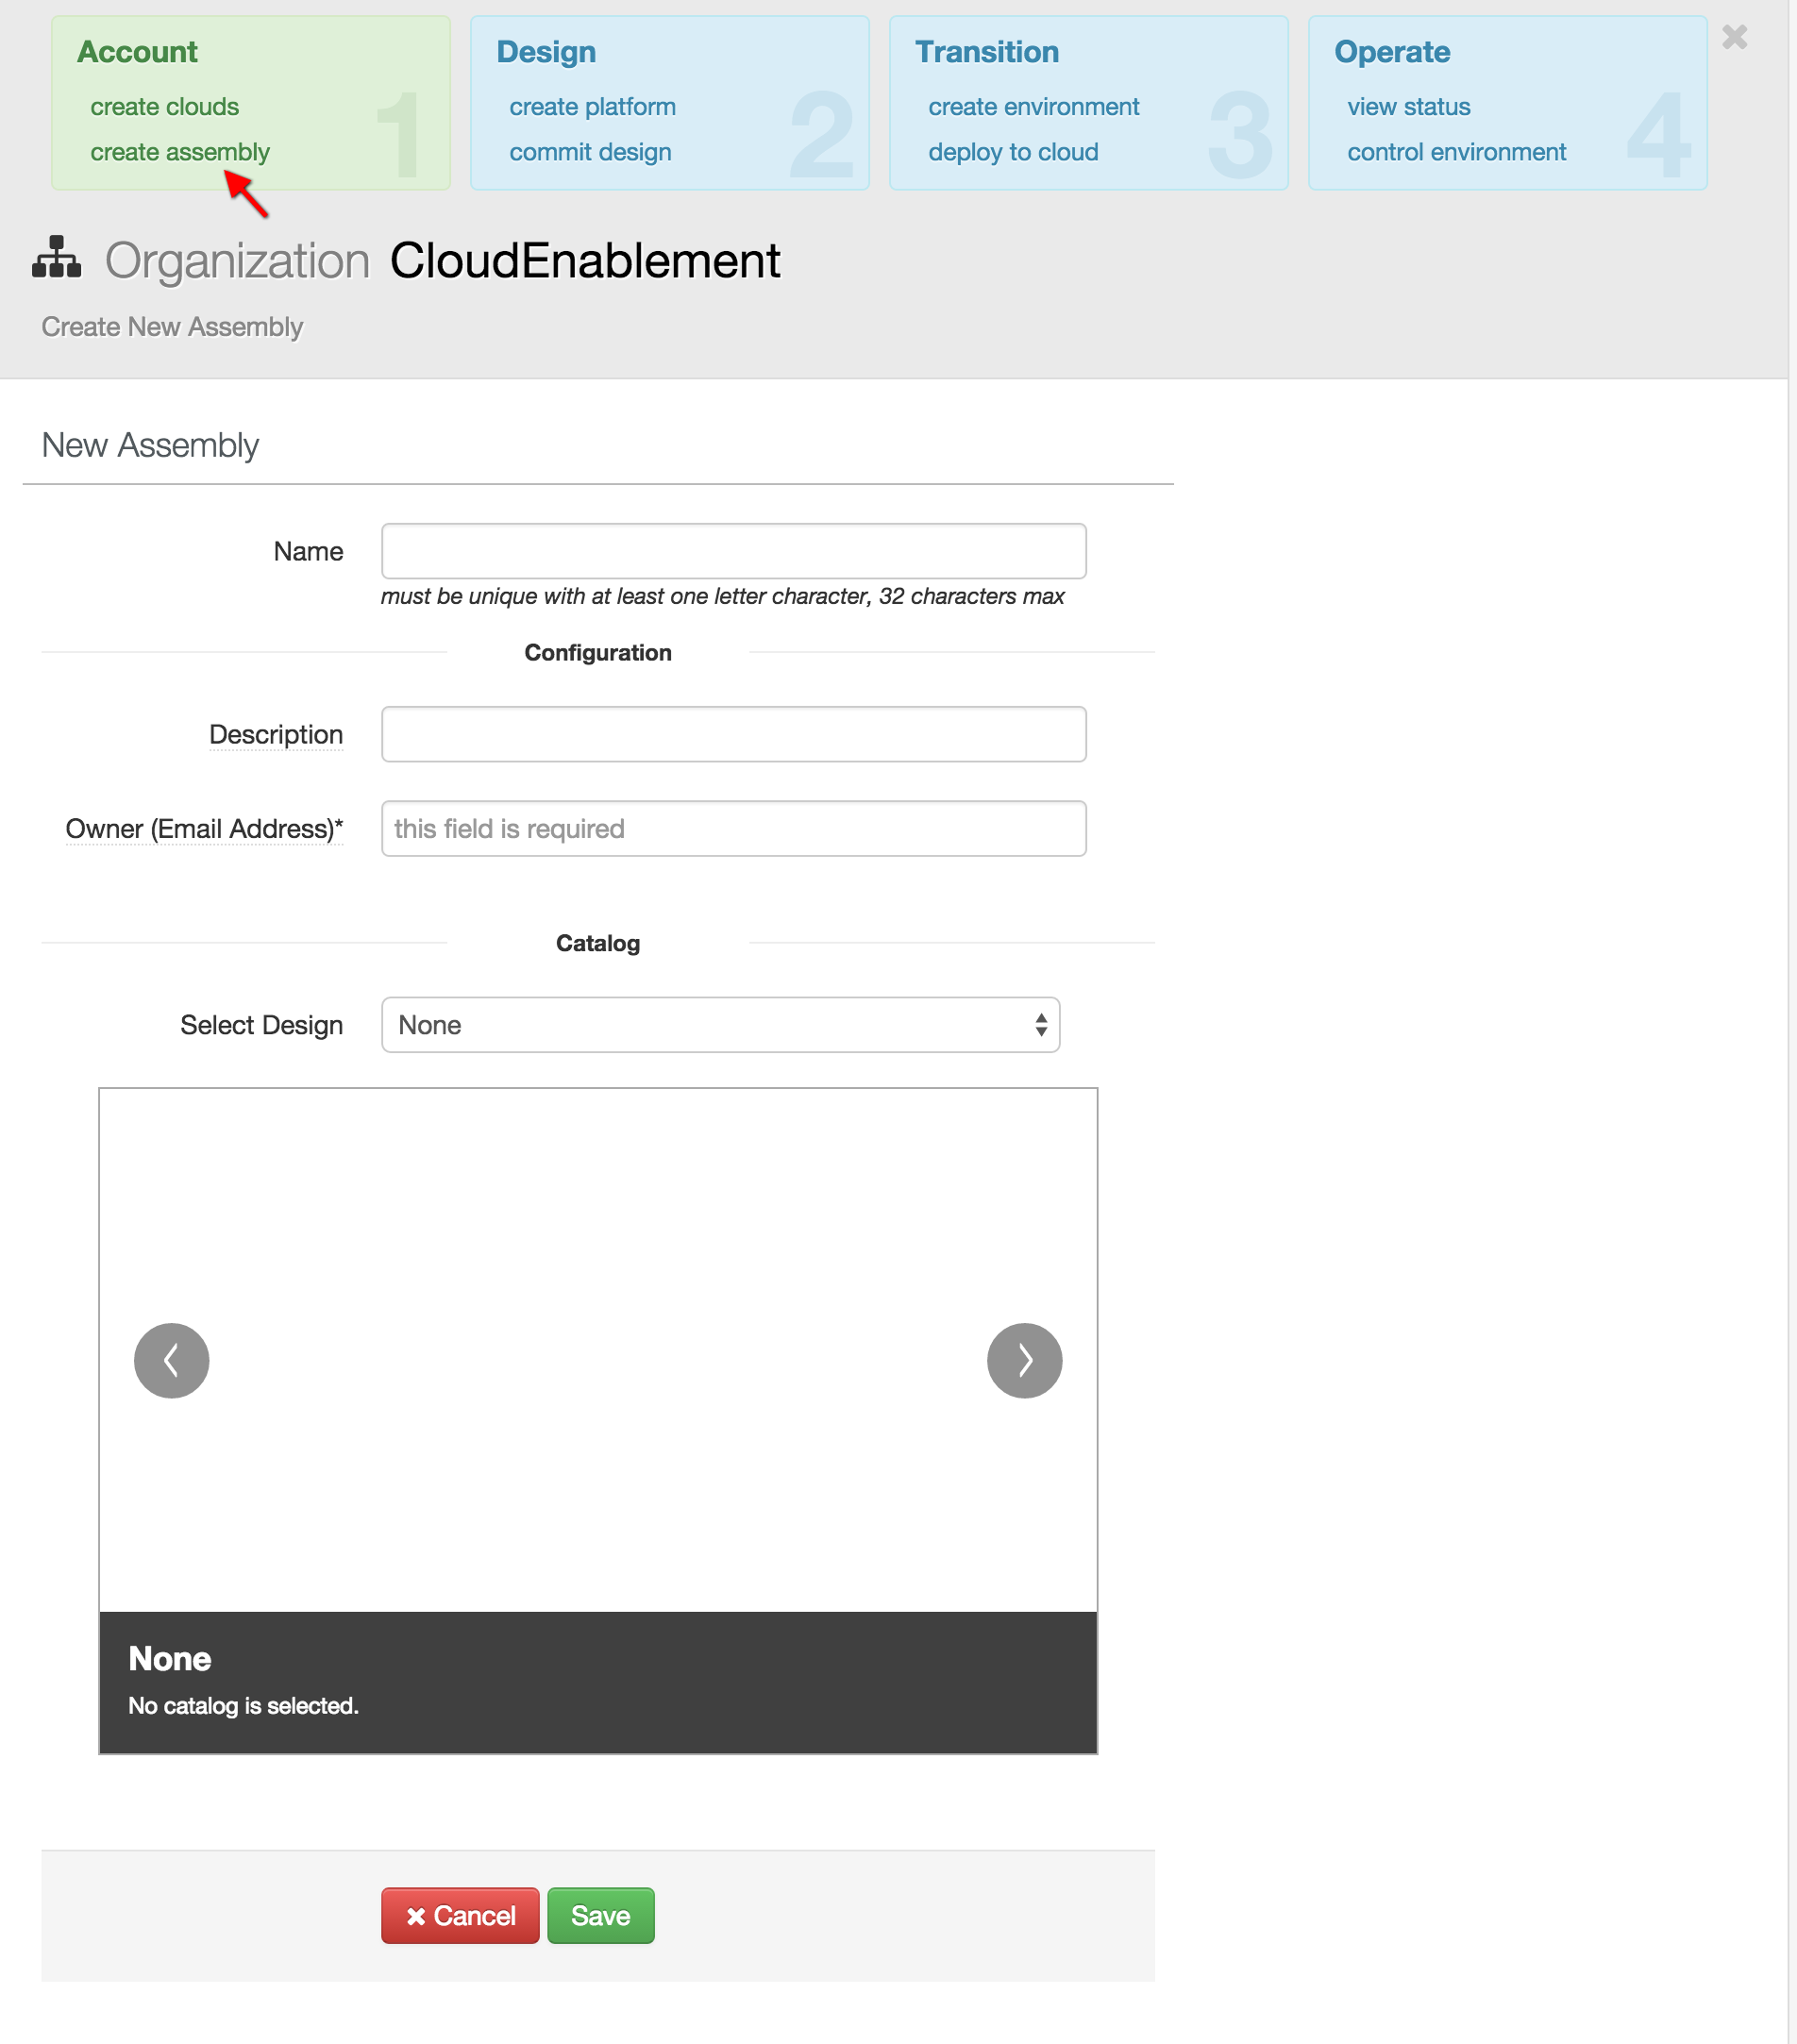 Account
create clouds
create assembly
1
Design
create platform
commit design
2
Transition
create environment
deploy to cloud
3
Operate
view status
control environment
4
Organization CloudEnablement
Create New Assembly
New Assembly
Name
must be unique with at least one letter character, 32 characters max
Configuration
Description
Owner (Email Address)* this field is required
Catalog
Select Design None
None
No catalog is selected.
Cancel Save